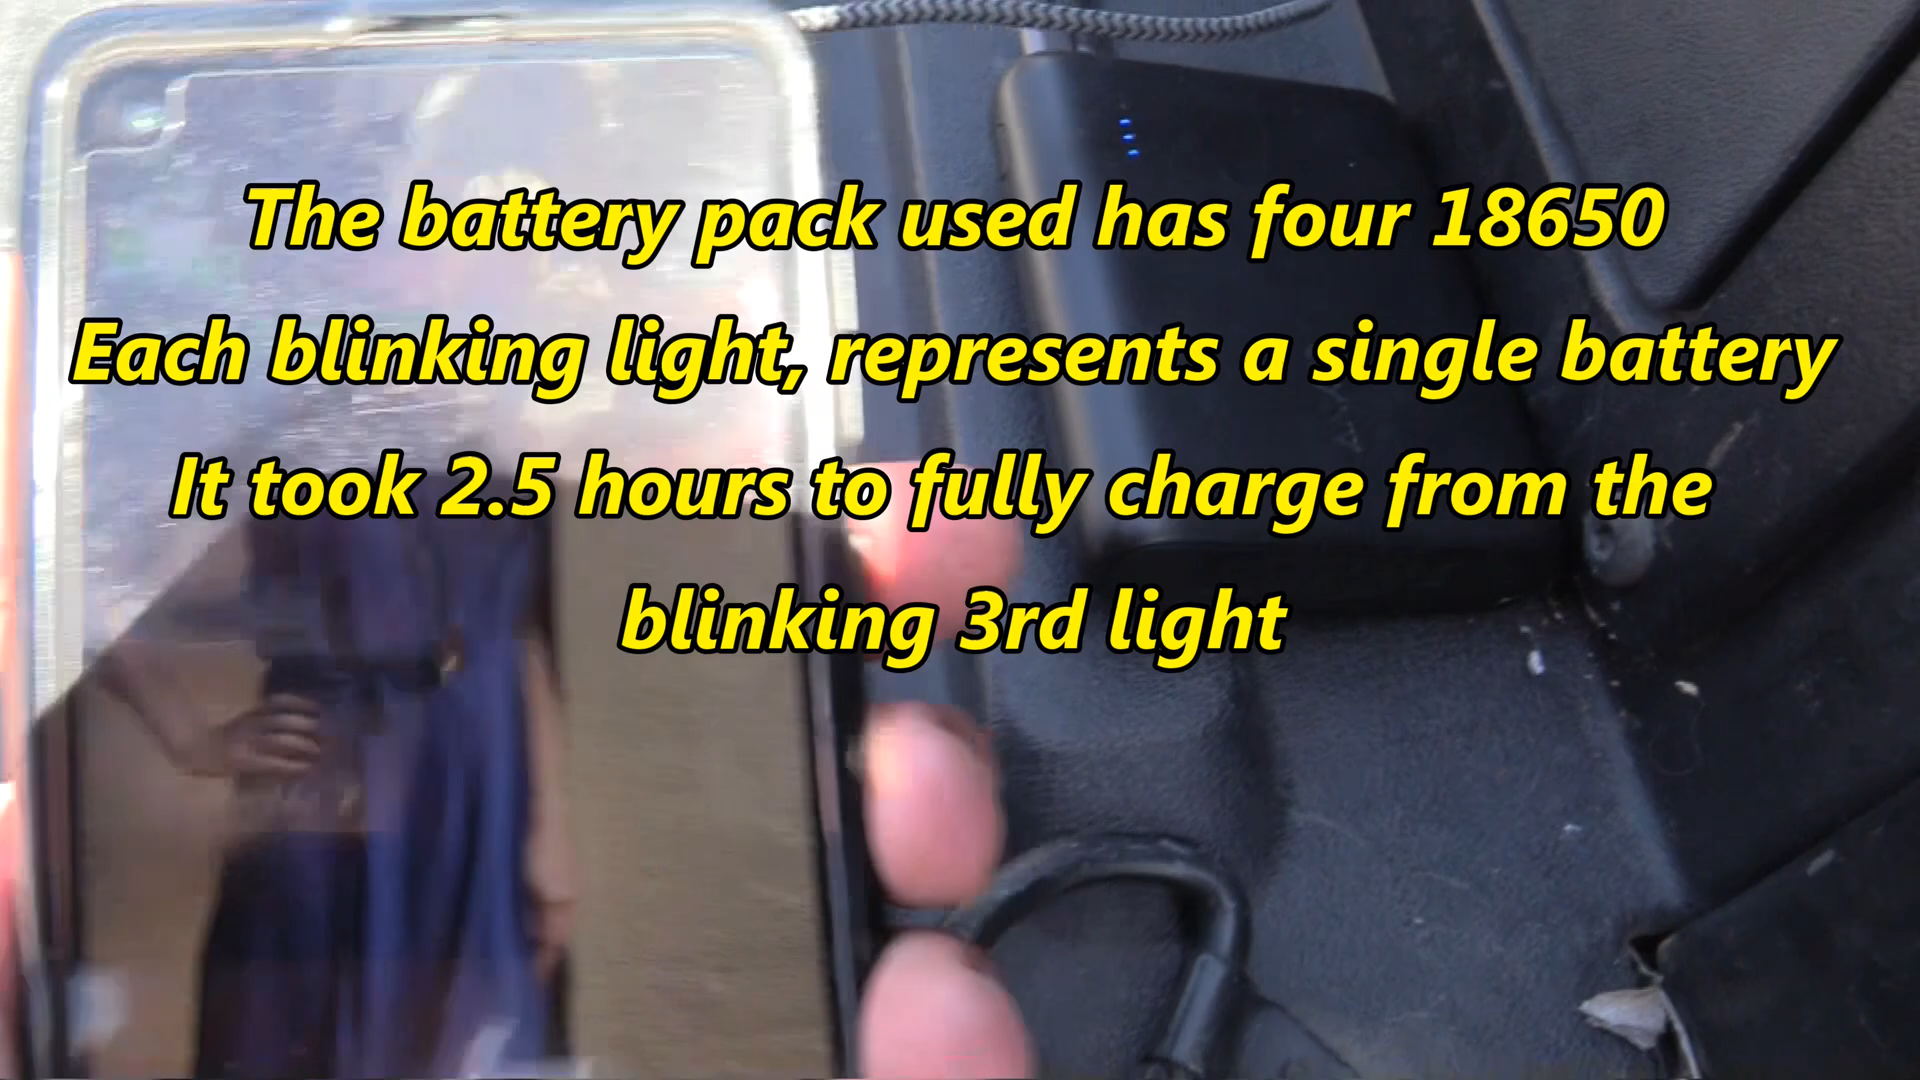 The battery pack used has four 18650
Each blinking light, represents a single battery
It took 2.5 hours to fully charge from the
blinking 3rd light